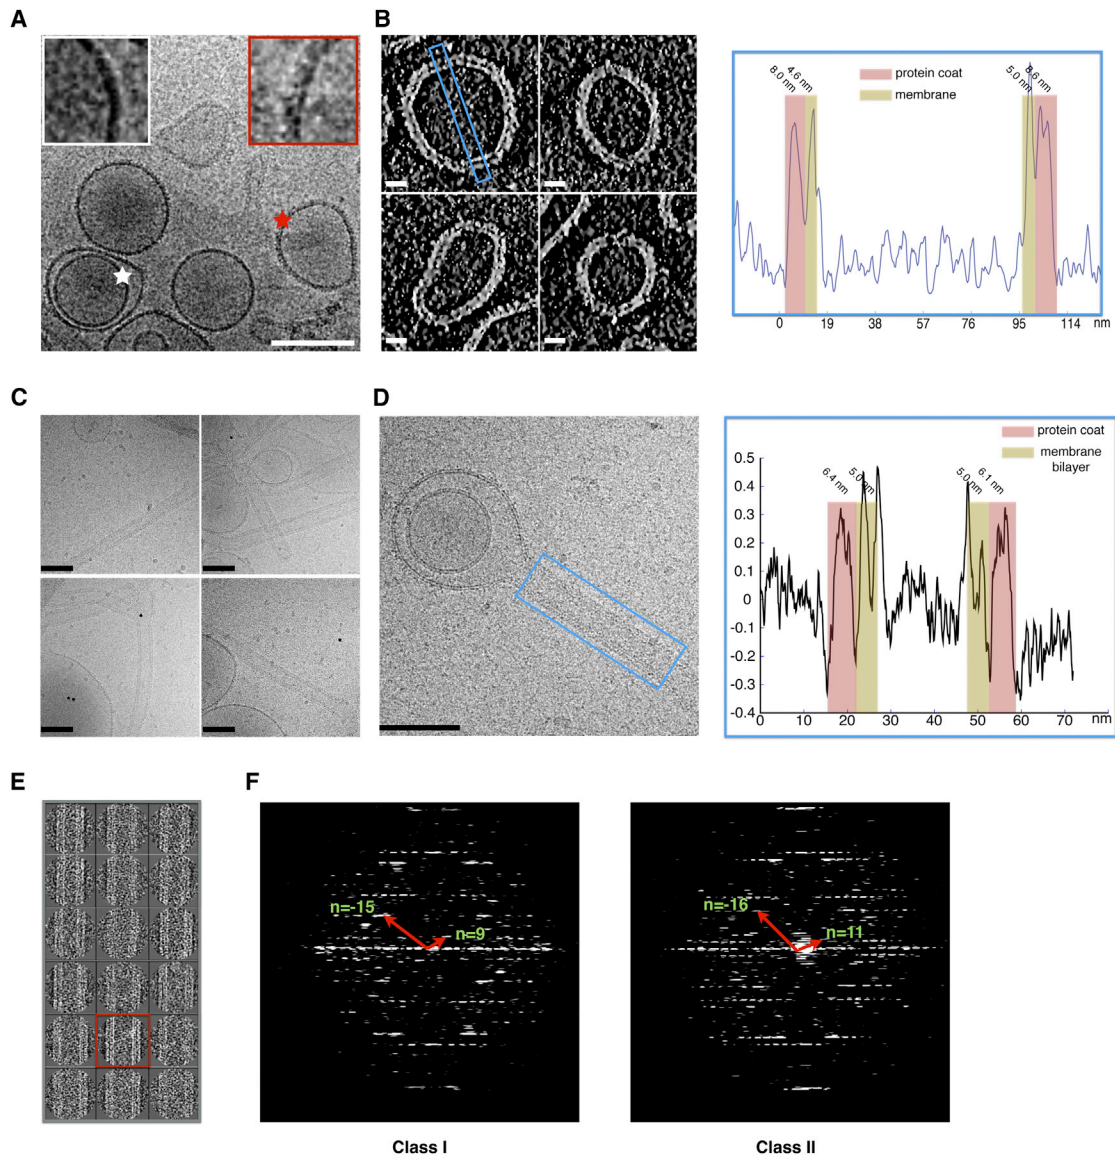 A
B
8.0 nm
4.6 nm
protein coat
membrane
5.0 nm
8.6 nm
0
19
38
57
76
95
114
nm
C
D
protein coat
membrane
bilayer
6.4 nm
5.0 nm
5.0 nm
6.1 nm
0.5
0.4
0.3
0.2
0.1
0
-0.1
-0.2
-0.3
-0.4
0
10
20
30
40
50
60
70
nm
E
F
n=-15
n=9
n=-16
n=11
Class I
Class II